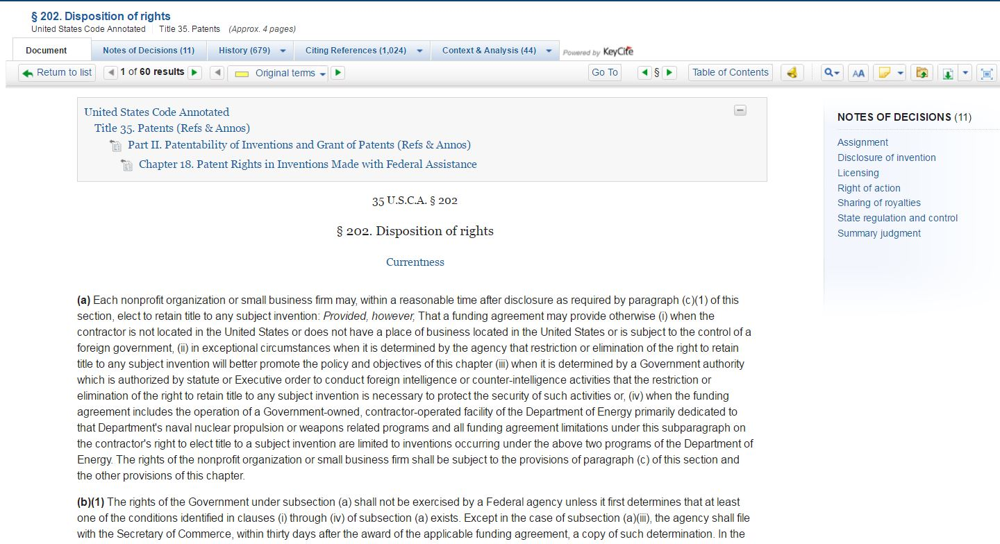 § 202. Disposition of rights
United States Code Annotated Title 35. Patents (Approx. 4 pages)
Document Notes of Decisions (11) History (679) Citing References (1,024) Context & Analysis (44) Powered by KeyCite
Return to list 1 of 60 results Original terms Go To § Table of Contents AA
United States Code Annotated
Title 35. Patents (Refs & Annos)
Part II. Patentability of Inventions and Grant of Patents (Refs & Annos)
Chapter 18. Patent Rights in Inventions Made with Federal Assistance
35 U.S.C.A. § 202
§ 202. Disposition of rights
Currentness
(a) Each nonprofit organization or small business firm may, within a reasonable time after disclosure as required by paragraph (c)(1) of this
section, elect to retain title to any subject invention: Provided, however, That a funding agreement may provide otherwise (i) when the
contractor is not located in the United States or does not have a place of business located in the United States or is subject to the control of a
foreign government, (ii) in exceptional circumstances when it is determined by the agency that restriction or elimination of the right to retain
title to any subject invention will better promote the policy and objectives of this chapter (iii) when it is determined by a Government authority
which is authorized by statute or Executive order to conduct foreign intelligence or counter-intelligence activities that the restriction or
elimination of the right to retain title to any subject invention is necessary to protect the security of such activities or, (iv) when the funding
agreement includes the operation of a Government-owned, contractor-operated facility of the Department of Energy primarily dedicated to
that Department's naval nuclear propulsion or weapons related programs and all funding agreement limitations under this subparagraph on
the contractor's right to elect title to a subject invention are limited to inventions occurring under the above two programs of the Department of
Energy. The rights of the nonprofit organization or small business firm shall be subject to the provisions of paragraph (c) of this section and
the other provisions of this chapter.
(b)(1) The rights of the Government under subsection (a) shall not be exercised by a Federal agency unless it first determines that at least
one of the conditions identified in clauses (i) through (iv) of subsection (a) exists. Except in the case of subsection (a)(iii), the agency shall file
with the Secretary of Commerce, within thirty days after the award of the applicable funding agreement, a copy of such determination. In the
NOTES OF DECISIONS (11)
Assignment
Disclosure of invention
Licensing
Right of action
Sharing of royalties
State regulation and control
Summary judgment